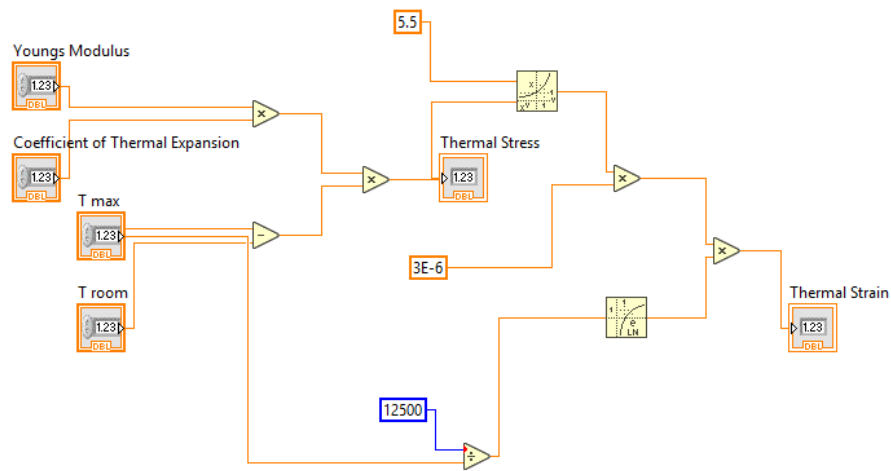 5.5
Youngs Modulus
1.23
DBL
Coefficient of Thermal Expansion
1.23
DBL
Thermal Stress
1.23
DBL
T max
1.23
DBL
3E-6
T room
1.23
DBL
e
LN
Thermal Strain
1.23
DBL
12500